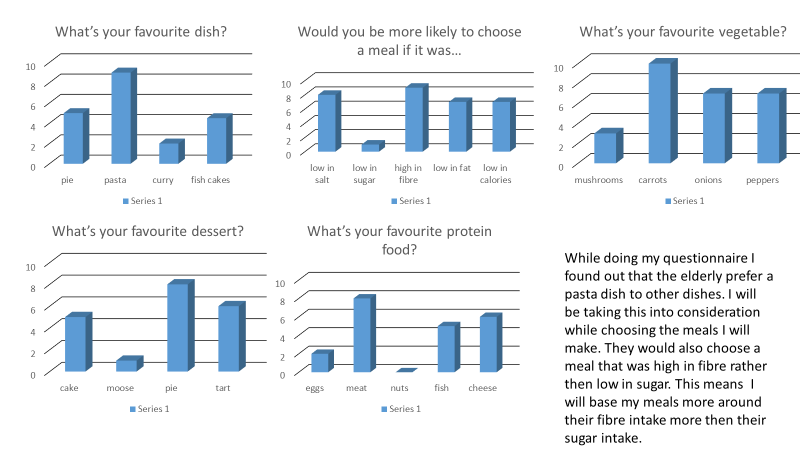 What's your favourite dish?
10
8
6
4
2
0
pie pasta curry fish cakes
Series 1
Would you be more likely to choose
a meal if it was...
10
8
6
4
2
0
low in salt low in sugar high in fibre low in fat low in calories
Series 1
What's your favourite vegetable?
10
8
6
4
2
0
mushrooms carrots onions peppers
Series 1
What's your favourite dessert?
10
8
6
4
2
0
cake moose pie tart
Series 1
What's your favourite protein
food?
10
8
6
4
2
0
eggs meat nuts fish cheese
Series 1
While doing my questionnaire I
found out that the elderly prefer a
pasta dish to other dishes. I will
be taking this into consideration
while choosing the meals I will
make. They would also choose a
meal that was high in fibre rather
then low in sugar. This means I
will base my meals more around
their fibre intake more then their
sugar intake.